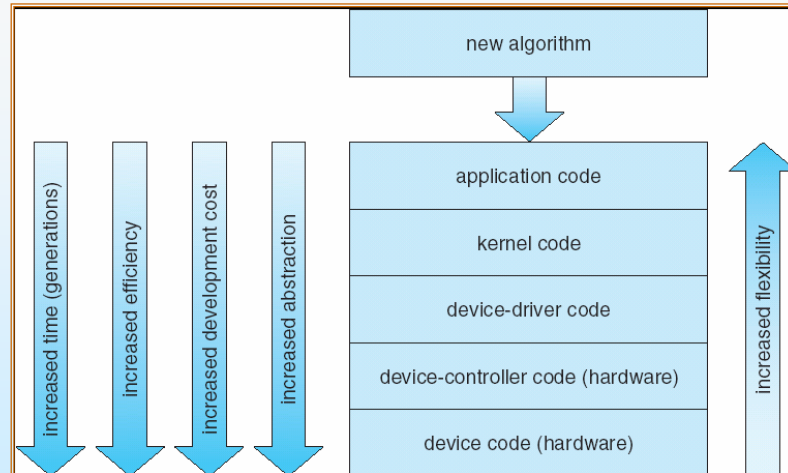 new algorithm
application code
kernel code
device-driver code
device-controller code (hardware)
device code (hardware)
increased time (generations)
increased efficiency
increased development cost
increased abstraction
increased flexibility